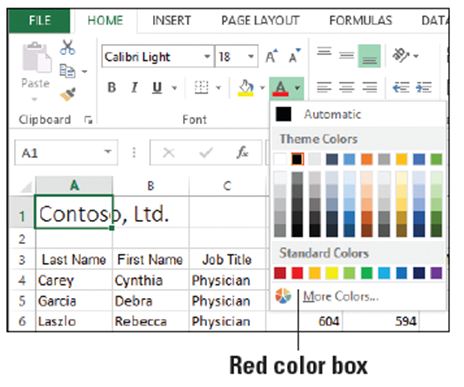 FILE HOME INSERT PAGE LAYOUT FORMULAS DATA
Calibri Light 18 A A
Paste B I U A
Clipboard Font
Automatic
Theme Colors
A1 fx
A B C
1 Contoso, Ltd.
2
Standard Colors
3 Last Name First Name Job Title
4 Carey Cynthia Physician
More Colors...
5 Garcia Debra Physician
6 Laszlo Rebecca Physician 604 594
Red color box